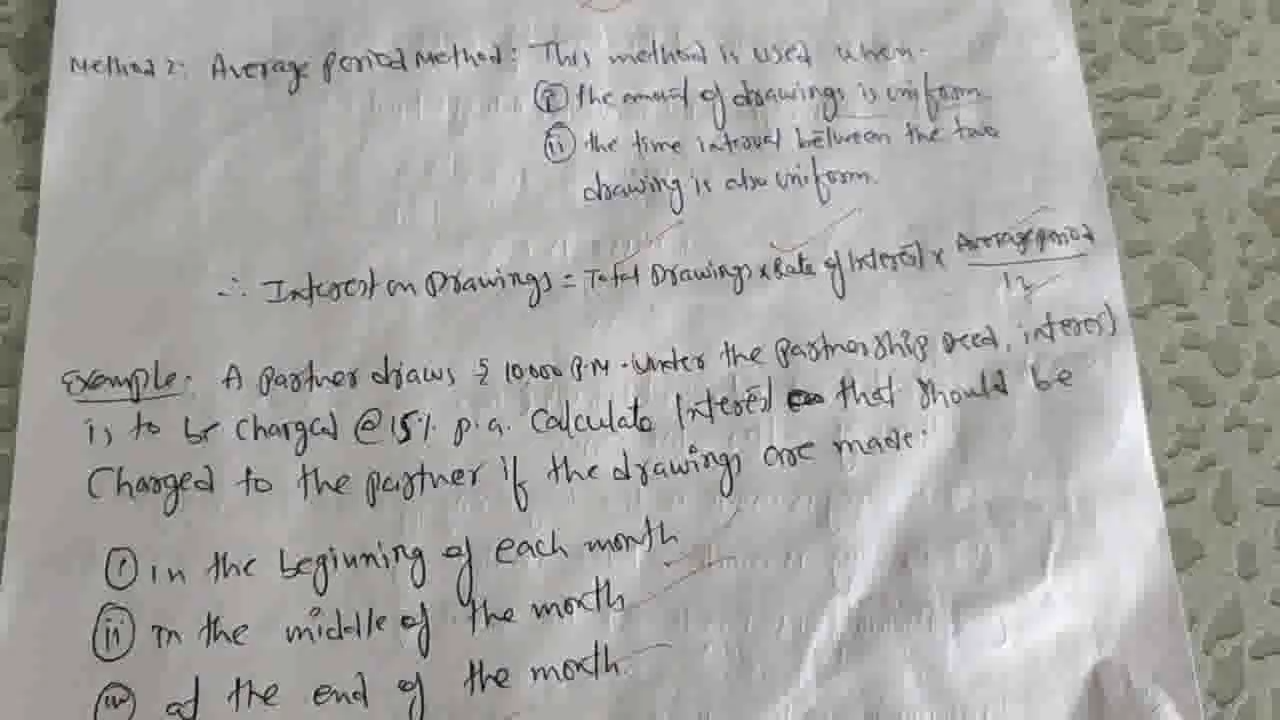 Method 2: Average period Method: This method is used when-
(i) the amount of drawings is uniform.
(ii) the time intraval between the two
drawing is also uniform.
∴ Interest on Drawings = Total Drawings x Rate of Interest x Average period / 12
Example: A partner draws ₹ 10,000 P.M. Under the partnership deed, interest
is to be charged @ 15% p.a. Calculate Interest that should be
Charged to the partner if the drawings are made:
(i) in the beginning of each month
(ii) in the middle of the month
(iii) at the end of the month.